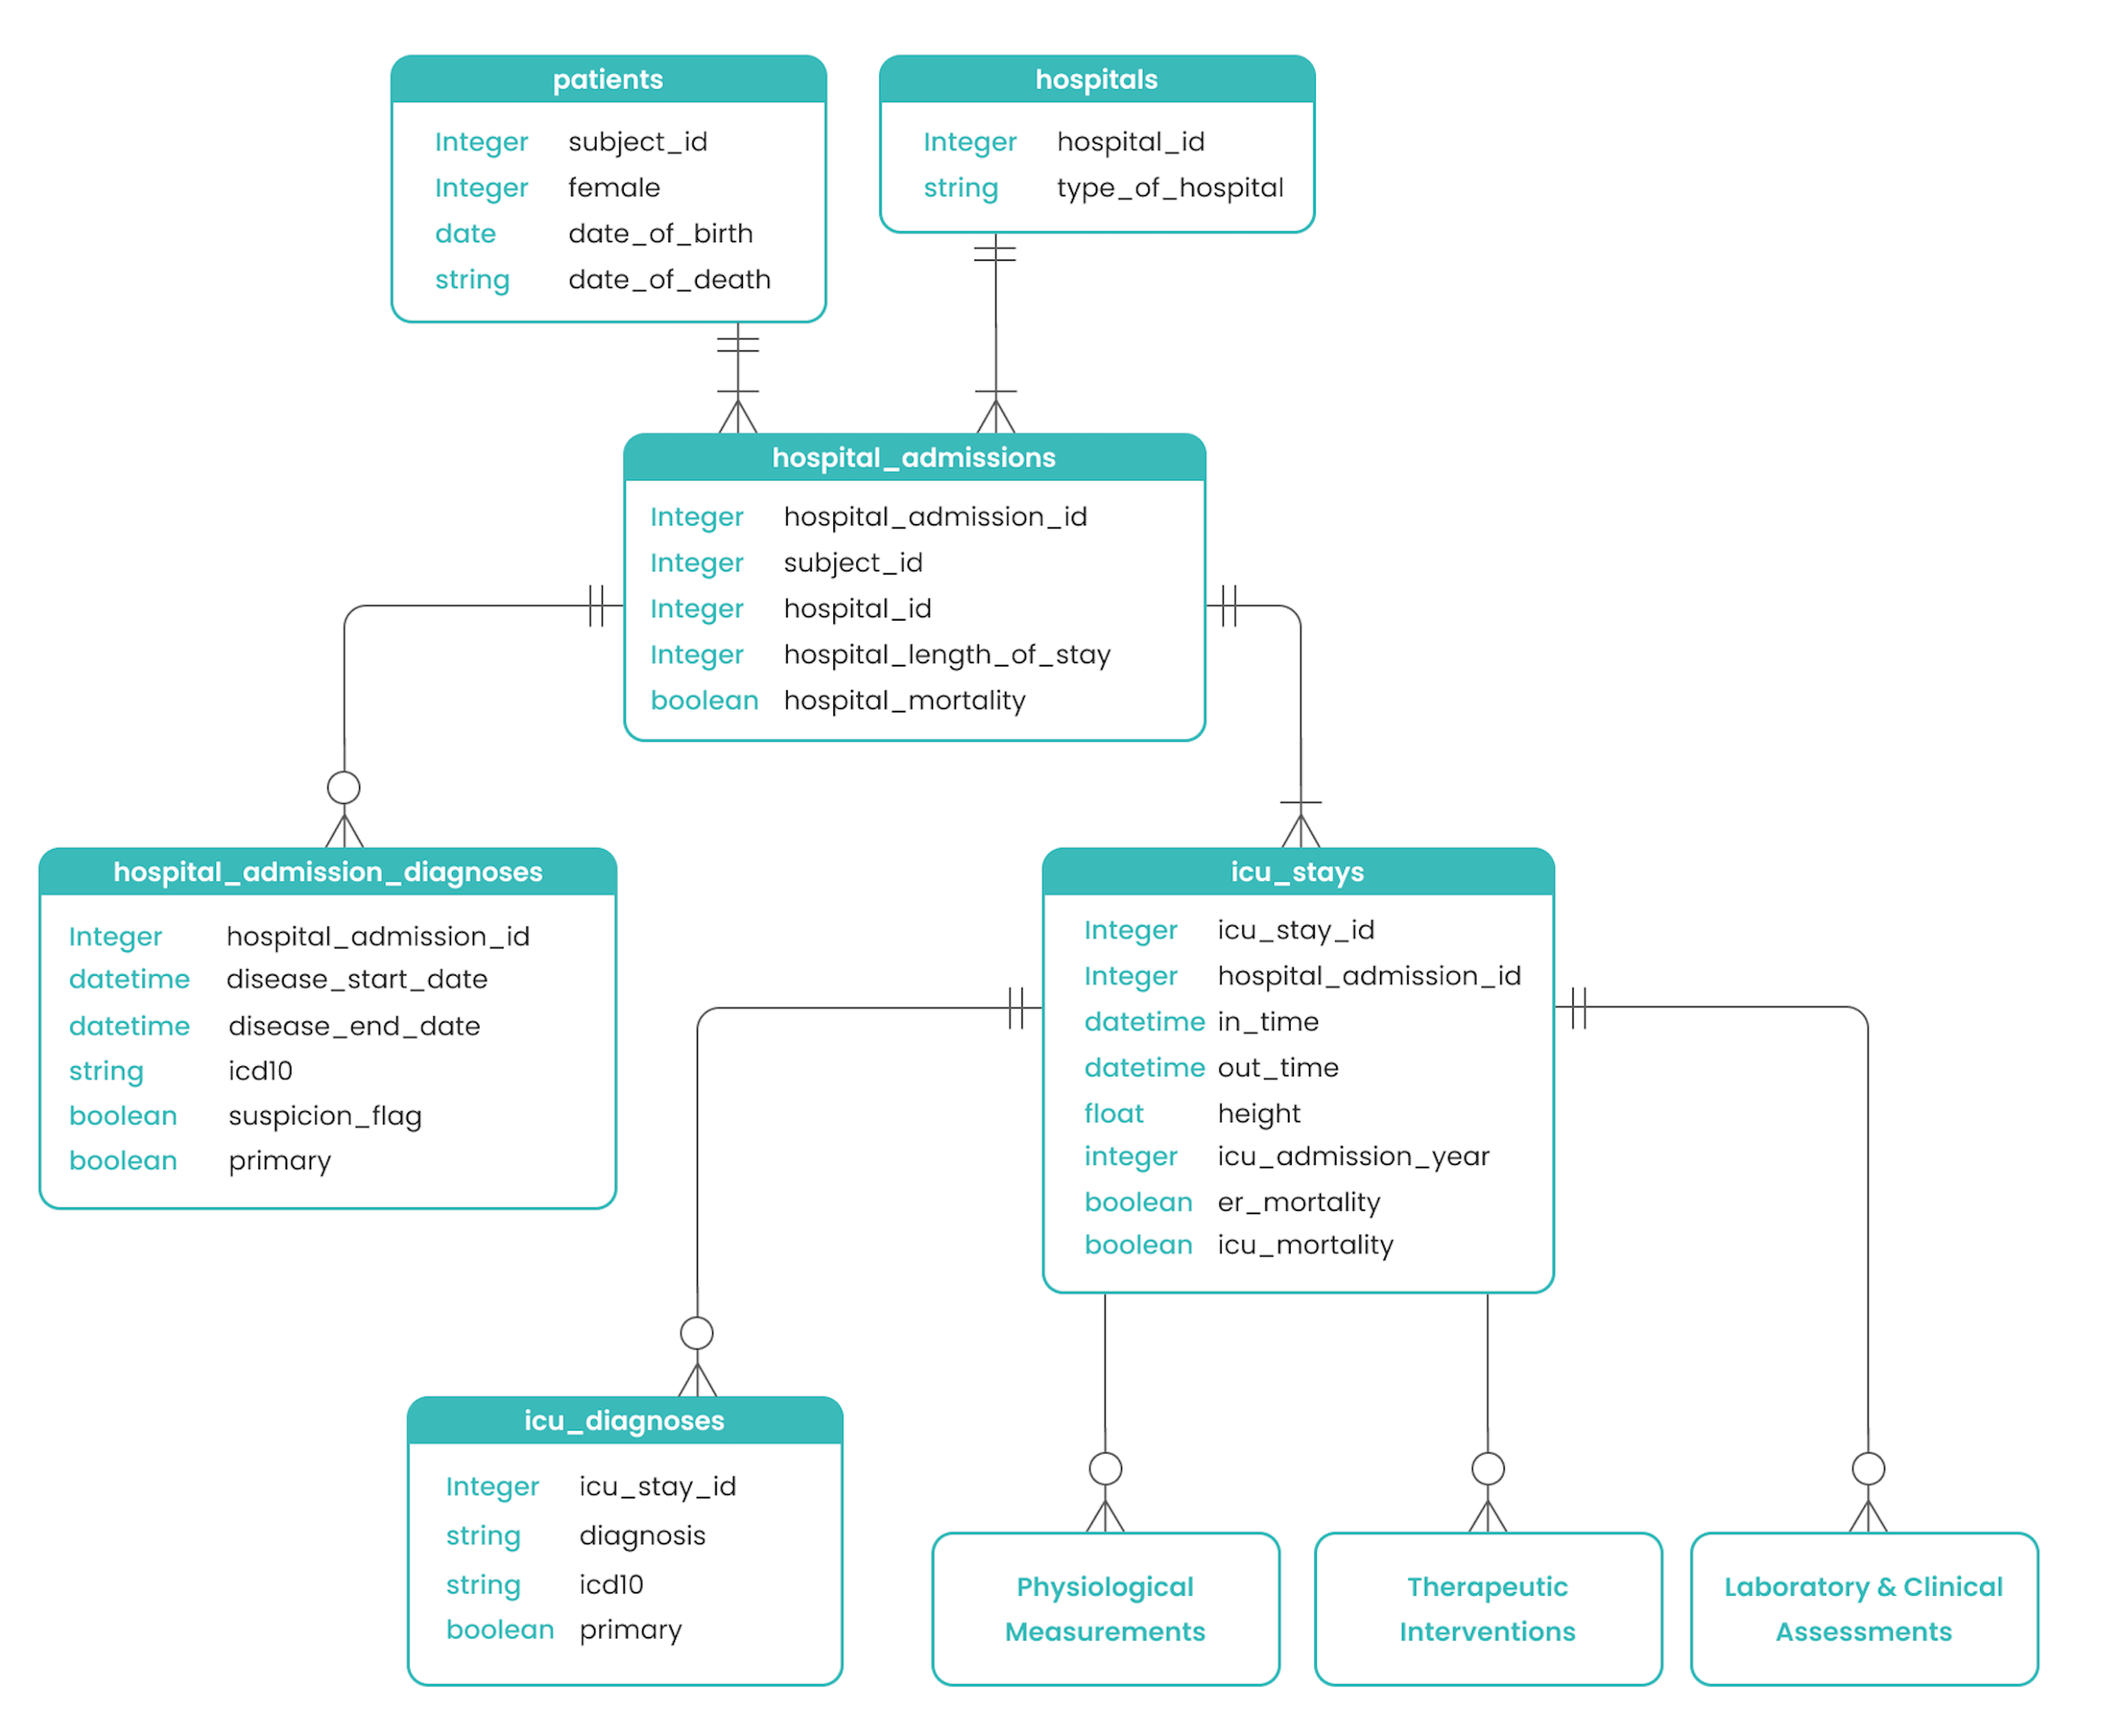 patients
Integer subject_id
Integer female
date date_of_birth
string date_of_death
hospitals
Integer hospital_id
string type_of_hospital
hospital_admissions
Integer hospital_admission_id
Integer subject_id
Integer hospital_id
Integer hospital_length_of_stay
boolean hospital_mortality
hospital_admission_diagnoses
Integer hospital_admission_id
datetime disease_start_date
datetime disease_end_date
string icd10
boolean suspicion_flag
boolean primary
icu_stays
Integer icu_stay_id
Integer hospital_admission_id
datetime in_time
datetime out_time
float height
integer icu_admission_year
boolean er_mortality
boolean icu_mortality
icu_diagnoses
Integer icu_stay_id
string diagnosis
string icd10
boolean primary
Physiological
Measurements
Therapeutic
Interventions
Laboratory & Clinical
Assessments